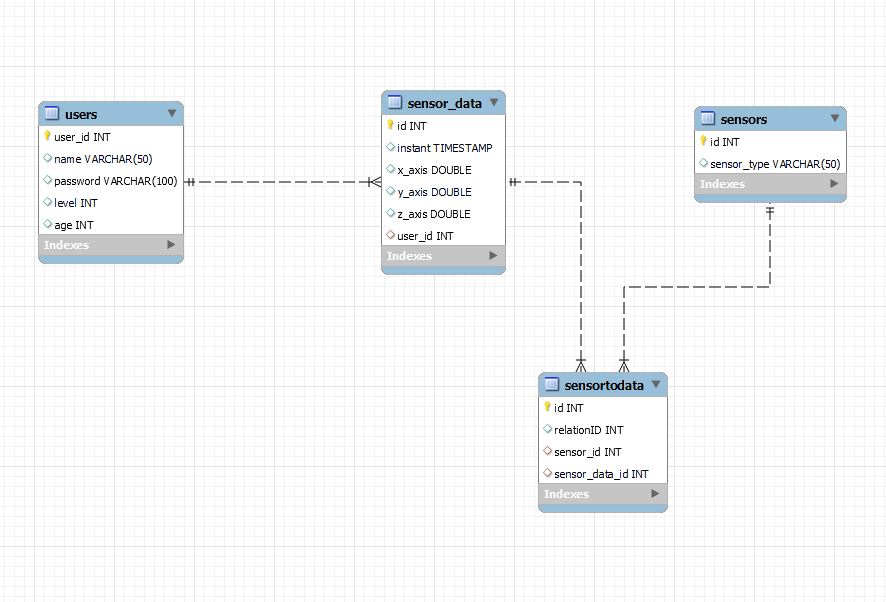 users
user_id INT
name VARCHAR(50)
password VARCHAR(100)
level INT
age INT
Indexes
sensor_data
id INT
instant TIMESTAMP
x_axis DOUBLE
y_axis DOUBLE
z_axis DOUBLE
user_id INT
Indexes
sensors
id INT
sensor_type VARCHAR(50)
Indexes
sensortodata
id INT
relationID INT
sensor_id INT
sensor_data_id INT
Indexes